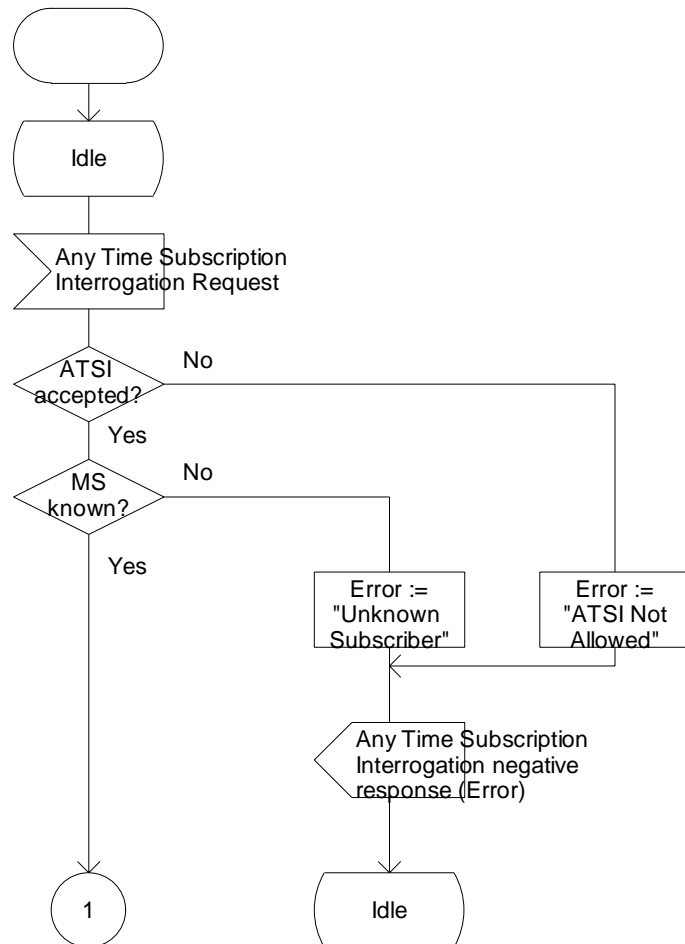 Idle
Any Time Subscription
Interrogation Request
ATSI
accepted?
No
Yes
MS
known?
No
Yes
Error :=
"Unknown
Subscriber"
Error :=
"ATSI Not
Allowed"
Any Time Subscription
Interrogation negative
response (Error)
1
Idle